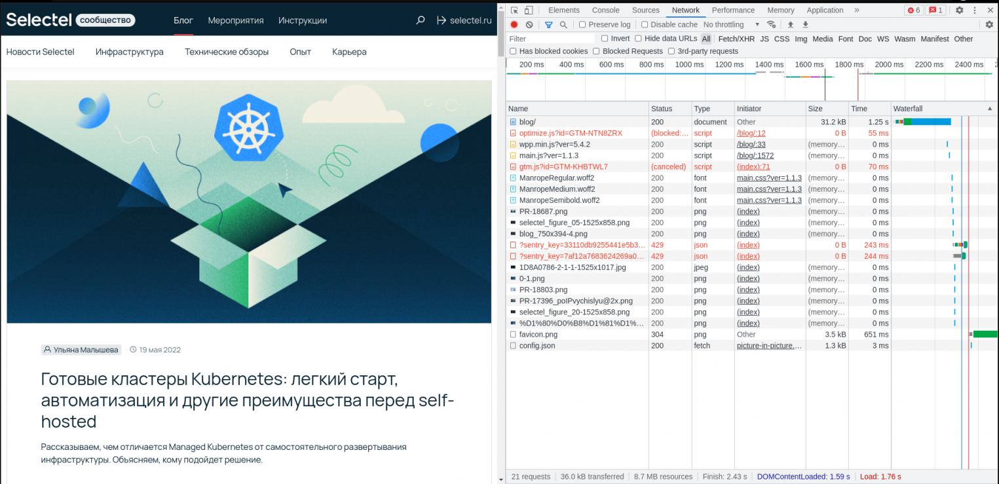 Selectel сообщество
Блог Мероприятия Инструкции selectel.ru
Новости Selectel Инфраструктура Технические обзоры Опыт Карьера
Ульяна Малышева 19 мая 2022
Готовые кластеры Kubernetes: легкий старт,
автоматизация и другие преимущества перед self-
hosted
Рассказываем, чем отличается Managed Kubernetes от самостоятельного развертывания
инфраструктуры. Объясняем, кому подойдет решение.
Elements Console Sources Network Performance Memory Application » 6 1
Preserve log Disable cache No throttling
Filter Invert Hide data URLs All Fetch/XHR JS CSS Img Media Font Doc WS Wasm Manifest Other
Has blocked cookies Blocked Requests 3rd-party requests
200 ms 400 ms 600 ms 800 ms 1000 ms 1200 ms 1400 ms 1600 ms 1800 ms 2000 ms 2200 ms 2400 ms
Name Status Type Initiator Size Time Waterfall
blog/ 200 document Other 31.2 kB 1.25 s
optimize.js?id=GTM-NTN8ZRX (blocked:... script /blog/:12 0 B 55 ms
wpp.min.js?ver=5.4.2 200 script /blog/:33 (memory... 0 ms
main.js?ver=1.1.3 200 script /blog/:1572 (memory... 0 ms
gtm.js?id=GTM-KHBTWL7 (canceled) script (index):71 0 B 70 ms
ManropeRegular.woff2 200 font main.css?ver=1.1.3 (memory... 0 ms
ManropeMedium.woff2 200 font main.css?ver=1.1.3 (memory... 0 ms
ManropeSemibold.woff2 200 font main.css?ver=1.1.3 (memory... 0 ms
PR-18687.png 200 png (index) (memory... 0 ms
selectel_figure_05-1525x858.png 200 png (index) (memory... 0 ms
blog_750x394-4.png 200 png (index) (memory... 0 ms
?sentry_key=33110db9255441e5b3... 429 json (index) 0 B 243 ms
?sentry_key=7af12a7683624269a0... 429 json (index) 0 B 244 ms
1D8A0786-2-1-1-1525x1017.jpg 200 jpeg (index) (memory... 0 ms
0-1.png 200 png (index) (memory... 0 ms
PR-18803.png 200 png (index) (memory... 0 ms
PR-17396_poIPvychislyu@2x.png 200 png (index) (memory... 0 ms
selectel_figure_20-1525x858.png 200 png (index) (memory... 0 ms
%D1%80%D0%B8%D1%81%D1%... 200 png (index) (memory... 0 ms
favicon.png 304 png Other 3.5 kB 651 ms
config.json 200 fetch picture-in-picture.... 1.3 kB 3 ms
21 requests 36.0 kB transferred 8.7 MB resources Finish: 2.43 s DOMContentLoaded: 1.59 s Load: 1.76 s